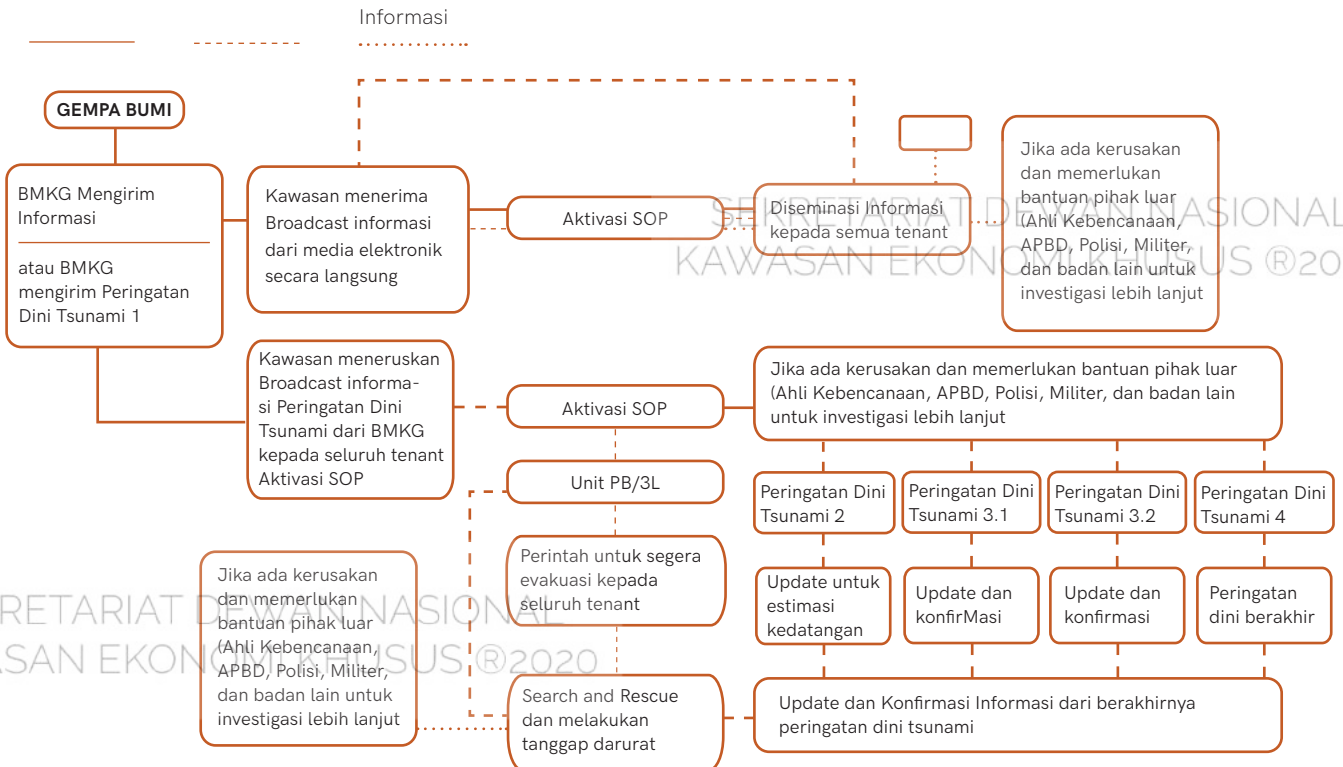 Informasi
GEMPA BUMI
BMKG Mengirim
Informasi
atau BMKG
mengirim Peringatan
Dini Tsunami 1
Kawasan menerima
Broadcast informasi
dari media elektronik
secara langsung
Aktivasi SOP
Diseminasi Informasi
kepada semua tenant
Jika ada kerusakan
dan memerlukan
bantuan pihak luar
(Ahli Kebencanaan,
APBD, Polisi, Militer,
dan badan lain untuk
investigasi lebih lanjut
SEKRETARIAT DEWAN NASIONAL
KAWASAN EKONOMI KHUSUS ®20
Kawasan meneruskan
Broadcast informa-
si Peringatan Dini
Tsunami dari BMKG
kepada seluruh tenant
Aktivasi SOP
Aktivasi SOP
Jika ada kerusakan dan memerlukan bantuan pihak luar
(Ahli Kebencanaan, APBD, Polisi, Militer, dan badan lain
untuk investigasi lebih lanjut
Unit PB/3L
Perintah untuk segera
evakuasi kepada
seluruh tenant
Peringatan Dini
Tsunami 2
Peringatan Dini
Tsunami 3.1
Peringatan Dini
Tsunami 3.2
Peringatan Dini
Tsunami 4
Update untuk
estimasi
kedatangan
Update dan
konfirMasi
Update dan
konfirmasi
Peringatan
dini berakhir
Jika ada kerusakan
dan memerlukan
bantuan pihak luar
(Ahli Kebencanaan,
APBD, Polisi, Militer,
dan badan lain untuk
investigasi lebih lanjut
RETARIAT DEWAN NASIONAL
ASAN EKONOMI KHUSUS ®2020
Search and Rescue
dan melakukan
tanggap darurat
Update dan Konfirmasi Informasi dari berakhirnya
peringatan dini tsunami